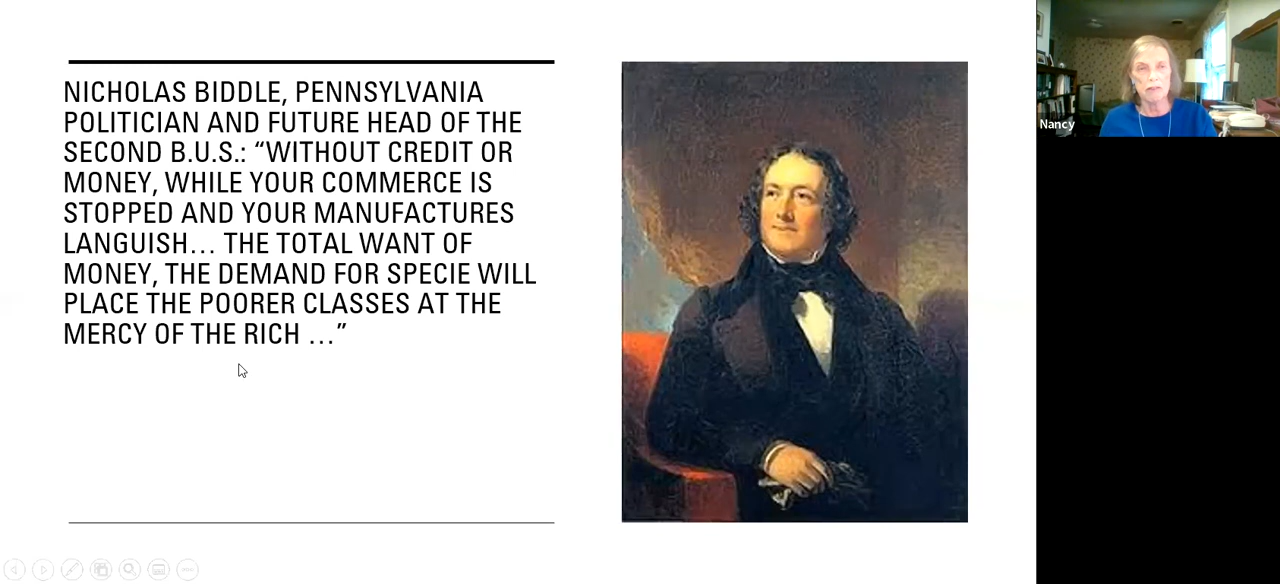 NICHOLAS BIDDLE, PENNSYLVANIA
POLITICIAN AND FUTURE HEAD OF THE
SECOND B.U.S.: “WITHOUT CREDIT OR
MONEY, WHILE YOUR COMMERCE IS
STOPPED AND YOUR MANUFACTURES
LANGUISH… THE TOTAL WANT OF
MONEY, THE DEMAND FOR SPECIE WILL
PLACE THE POORER CLASSES AT THE
MERCY OF THE RICH …”
Nancy